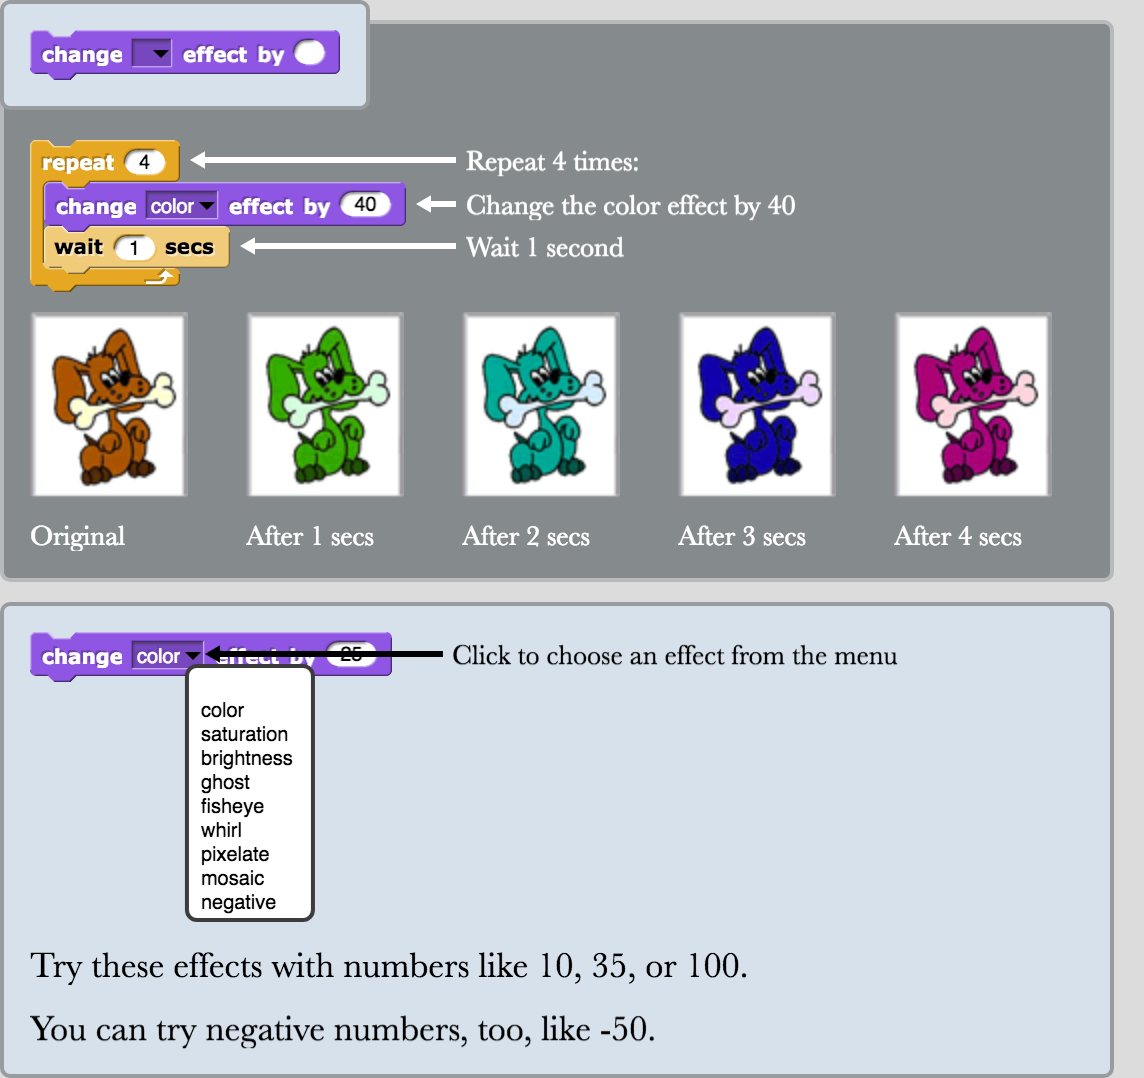 change effect by
repeat 4
Repeat 4 times:
change color effect by 40
Change the color effect by 40
wait 1 secs
Wait 1 second
Original
After 1 secs
After 2 secs
After 3 secs
After 4 secs
change color effect by 25
Click to choose an effect from the menu
color
saturation
brightness
ghost
fisheye
whirl
pixelate
mosaic
negative
Try these effects with numbers like 10, 35, or 100.
You can try negative numbers, too, like -50.